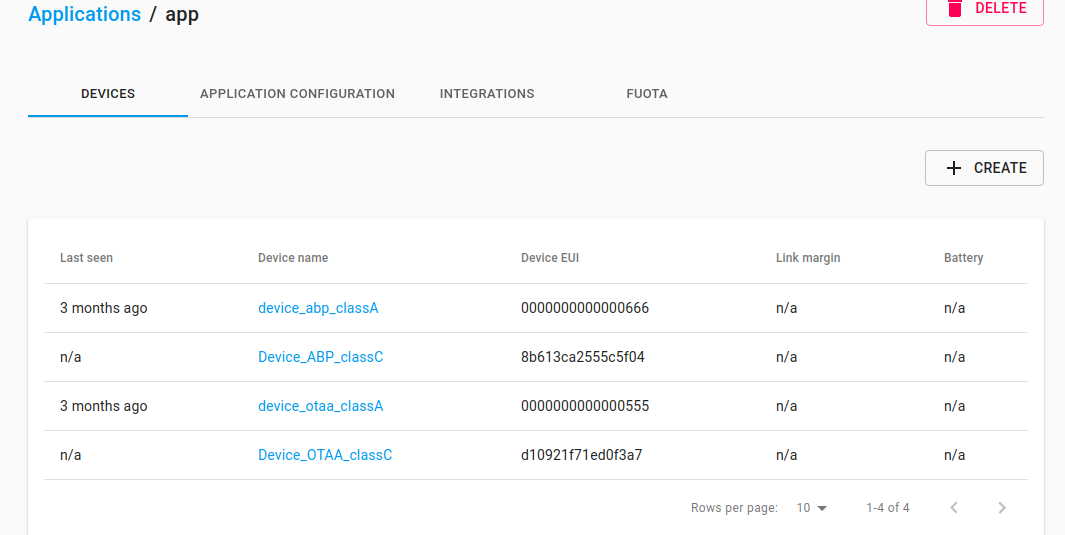 Applications / app
DELETE
DEVICES APPLICATION CONFIGURATION INTEGRATIONS FUOTA
CREATE
Last seen Device name Device EUI Link margin Battery
3 months ago device_abp_classA 0000000000000666 n/a n/a
n/a Device_ABP_classC 8b613ca2555c5f04 n/a n/a
3 months ago device_otaa_classA 0000000000000555 n/a n/a
n/a Device_OTAA_classC d10921f71ed0f3a7 n/a n/a
Rows per page: 10 1-4 of 4